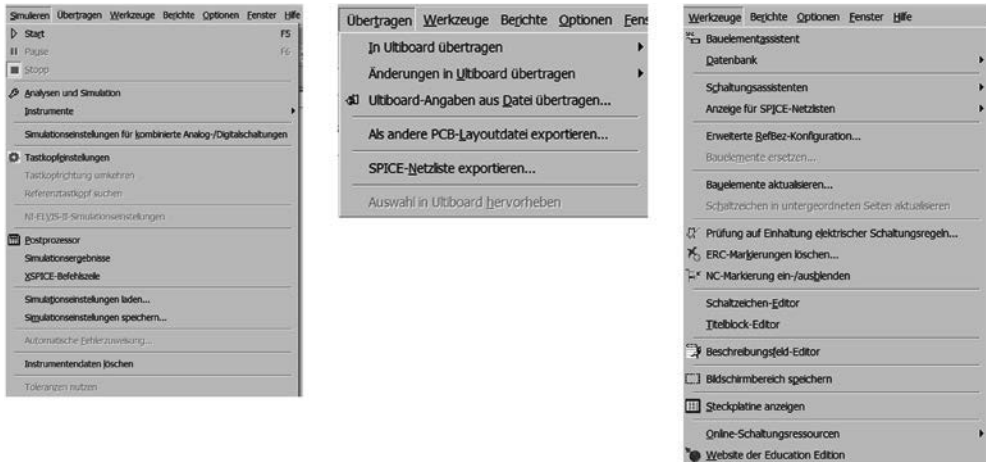 Simulieren Übertragen Werkzeuge Berichte Optionen Fenster Hilfe
Start F5
Pause F6
Stopp
Analysen und Simulation
Instrumente
Simulationseinstellungen für kombinierte Analog-/Digitalschaltungen
Tastkopfeinstellungen
Tastkopfrichtung umkehren
Referenztastkopf suchen
NI-ELVIS-II-Simulationseinstellungen
Postprozessor
Simulationsergebnisse
XSPICE-Befehlszeile
Simulationseinstellungen laden...
Simulationseinstellungen speichern...
Automatische Fehlerzuweisung...
Instrumentendaten löschen
Toleranzen nutzen
Übertragen Werkzeuge Berichte Optionen Fens
In Ultiboard übertragen
Änderungen in Ultiboard übertragen
Ultiboard-Angaben aus Datei übertragen...
Als andere PCB-Layoutdatei exportieren...
SPICE-Netzliste exportieren...
Auswahl in Ultiboard hervorheben
Werkzeuge Berichte Optionen Fenster Hilfe
Bauelementassistent
Datenbank
Schaltungsassistenten
Anzeige für SPICE-Netzlisten
Erweiterte RefBez-Konfiguration...
Bauelemente ersetzen...
Bauelemente aktualisieren...
Schaltzeichen in untergeordneten Seiten aktualisieren
Prüfung auf Einhaltung elektrischer Schaltungsregeln...
ERC-Markierungen löschen...
NC-Markierung ein-/ausblenden
Schaltzeichen-Editor
Titelblock-Editor
Beschreibungsfeld-Editor
Bildschirmbereich speichern
Steckplatine anzeigen
Online-Schaltungsressourcen
Website der Education Edition